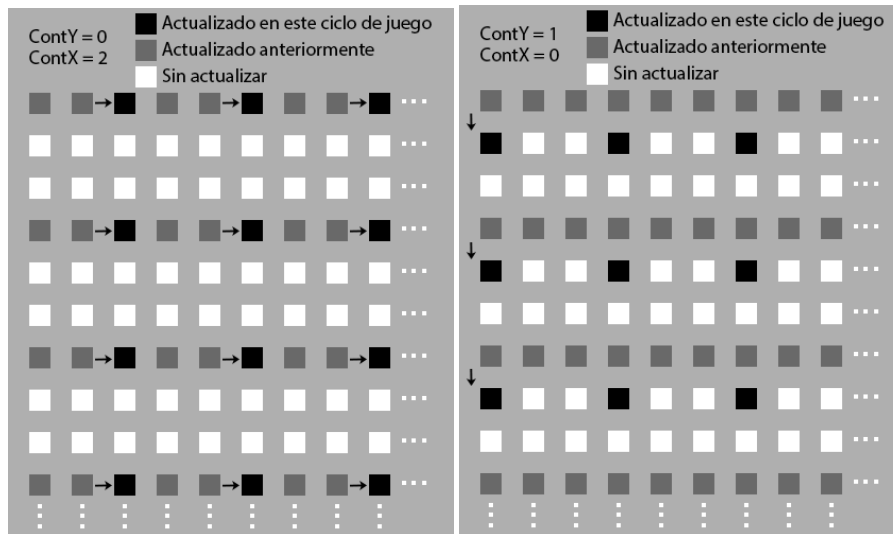 ContY = 0
ContX = 2
Actualizado en este ciclo de juego
Actualizado anteriormente
Sin actualizar
ContY = 1
ContX = 0
Actualizado en este ciclo de juego
Actualizado anteriormente
Sin actualizar